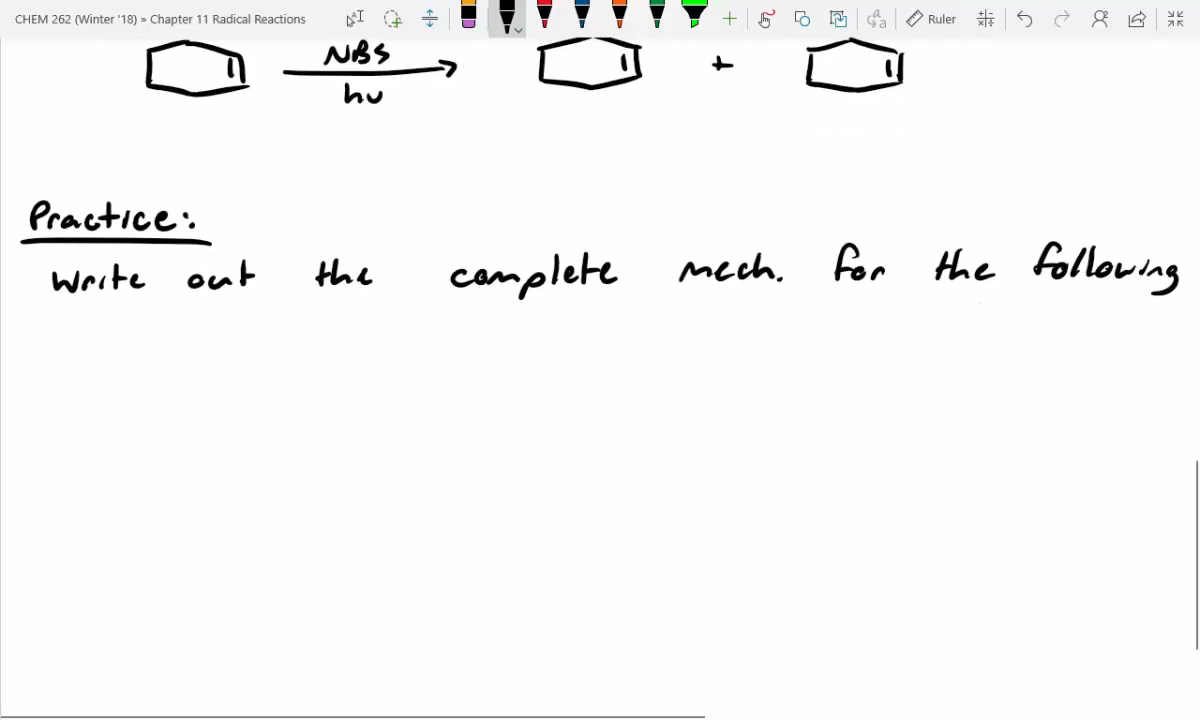 CHEM 262 (Winter '18) » Chapter 11 Radical Reactions
Ruler
NBS
hν
+
Practice:
Write out the complete mech. for the following